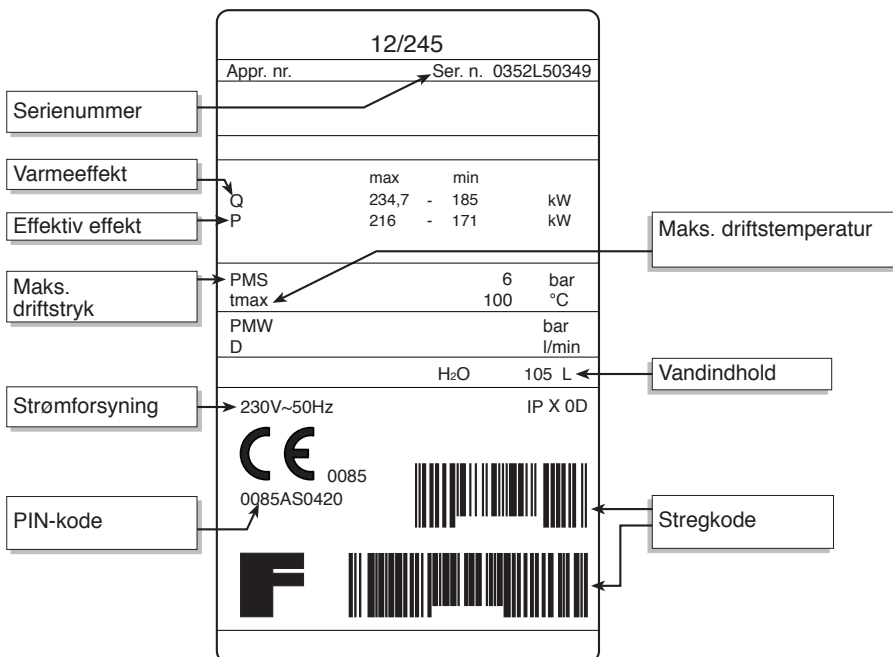 12/245
Appr. nr. Ser. n. 0352L50349
Serienummer
Varmeeffekt
max min
Q 234,7 - 185 kW
Effektiv effekt
P 216 - 171 kW
Maks. driftstemperatur
Maks.
driftstryk
PMS 6 bar
tmax 100 °C
PMW bar
D l/min
H2O 105 L
Vandindhold
Strømforsyning
230V~50Hz IP X 0D
CE 0085
0085AS0420
PIN-kode
Stregkode
F